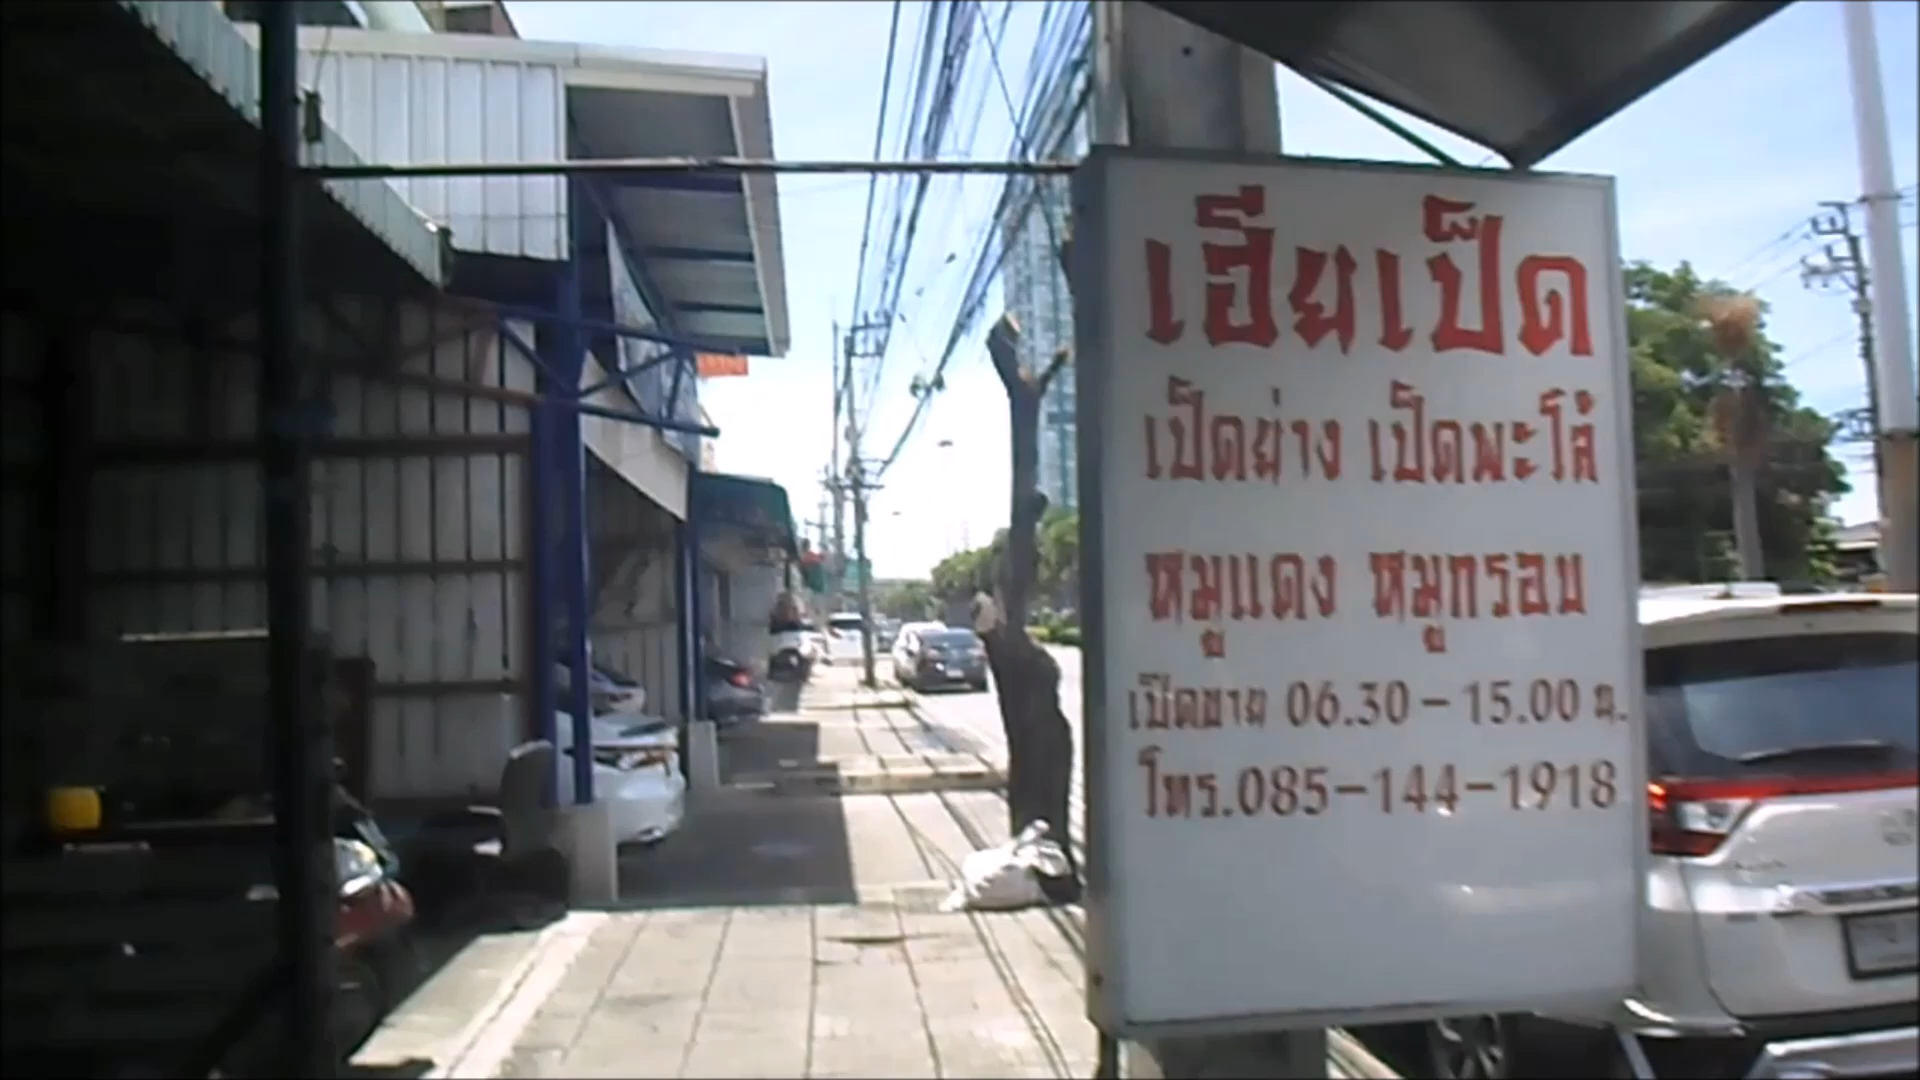 เฮียเป็ด
เป็ดย่าง เป็ดพะโล้
หมูแดง หมูกรอบ
เปิดขาย 06.30 - 15.00 น.
โทร.085-144-1918